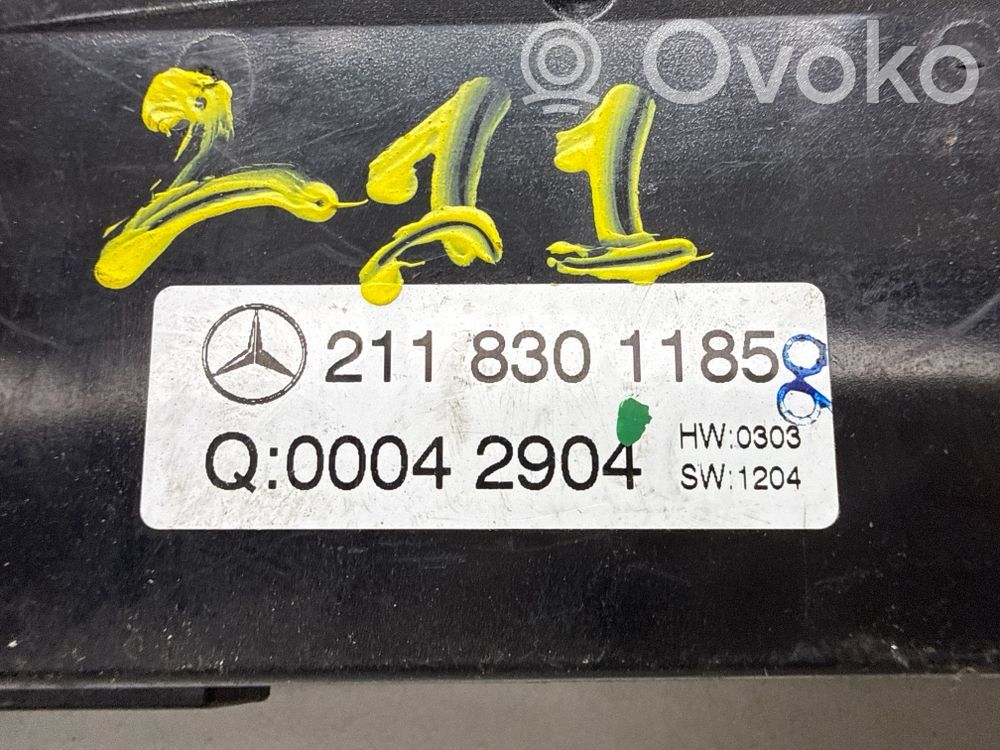 Ovoko
211
211 830 1185
Q:0004 2904
HW:0303
SW:1204